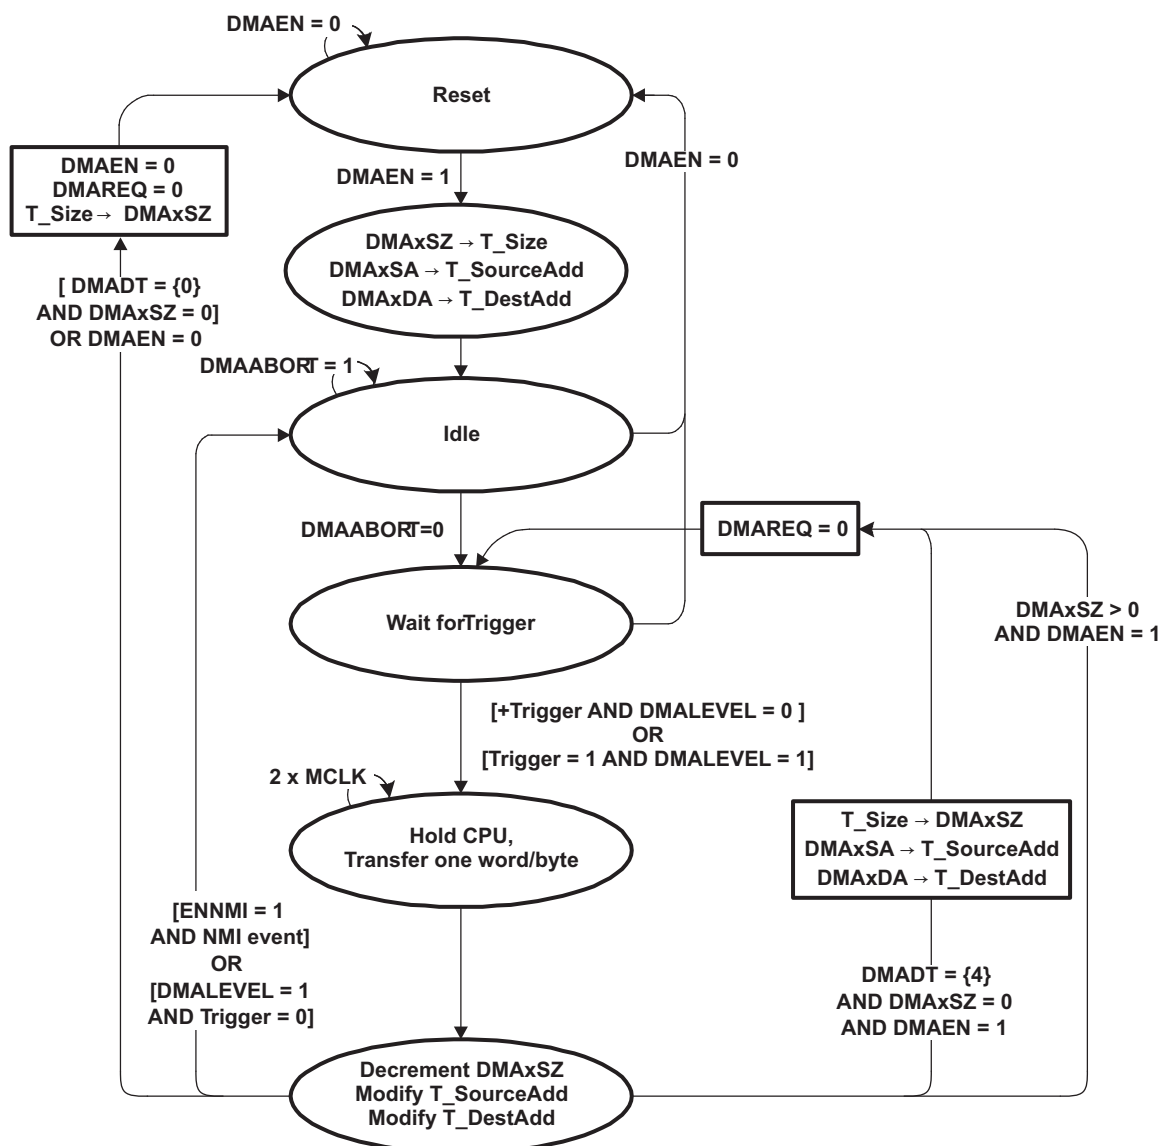 DMAEN = 0
Reset
DMAEN = 0
DMAREQ = 0
T_Size → DMAxSZ
DMAEN = 0
DMAEN = 1
DMAxSZ → T_Size
DMAxSA → T_SourceAdd
DMAxDA → T_DestAdd
[ DMADT = {0}
AND DMAxSZ = 0]
OR DMAEN = 0
DMAABORT = 1
Idle
DMAABORT=0
DMAREQ = 0
Wait forTrigger
DMAxSZ > 0
AND DMAEN = 1
[+Trigger AND DMALEVEL = 0 ]
OR
[Trigger = 1 AND DMALEVEL = 1]
2 x MCLK
Hold CPU,
Transfer one word/byte
T_Size → DMAxSZ
DMAxSA → T_SourceAdd
DMAxDA → T_DestAdd
[ENNMI = 1
AND NMI event]
OR
[DMALEVEL = 1
AND Trigger = 0]
DMADT = {4}
AND DMAxSZ = 0
AND DMAEN = 1
Decrement DMAxSZ
Modify T_SourceAdd
Modify T_DestAdd